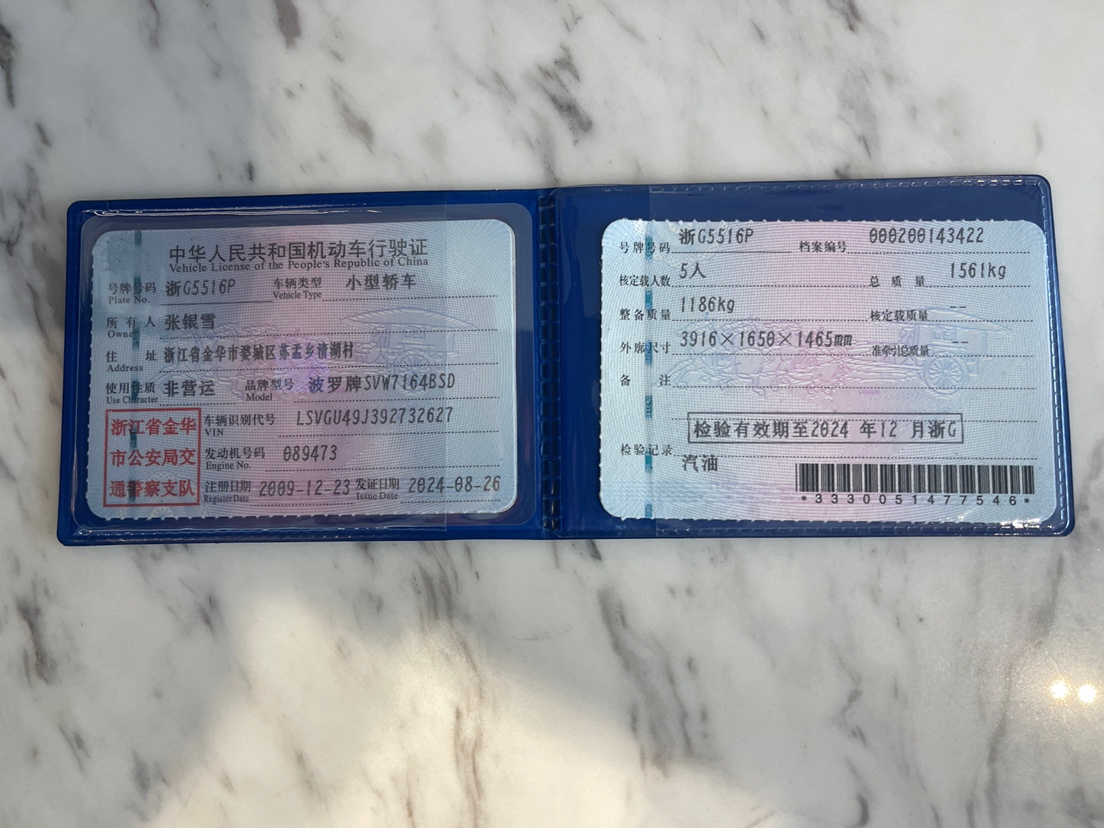 中华人民共和国机动车行驶证
Vehicle License of the People's Republic of China
号牌号码 浙G5516P 车辆类型 小型轿车
Plate No. Vehicle Type
所有人 张银雪
Owner
住址 浙江省金华市婺城区苏孟乡清湖村
Address
使用性质 非营运 品牌型号 波罗牌SVW7164BSD
Use Character Model
浙江省金华
市公安局交
通警察支队
车辆识别代号 LSVGU49J392732627
VIN
发动机号码 089473
Engine No.
注册日期 2009-12-23 发证日期 2024-08-26
Register Date Issue Date
号牌号码 浙G5516P 档案编号 000200143422
核定载人数 5人 总质量 1561kg
整备质量 1186kg 核定载质量 --
外廓尺寸 3916×1650×1465mm 准牵引总质量 --
备注
检验有效期至2024 年12 月浙G
检验记录
汽油
*3330051477546*